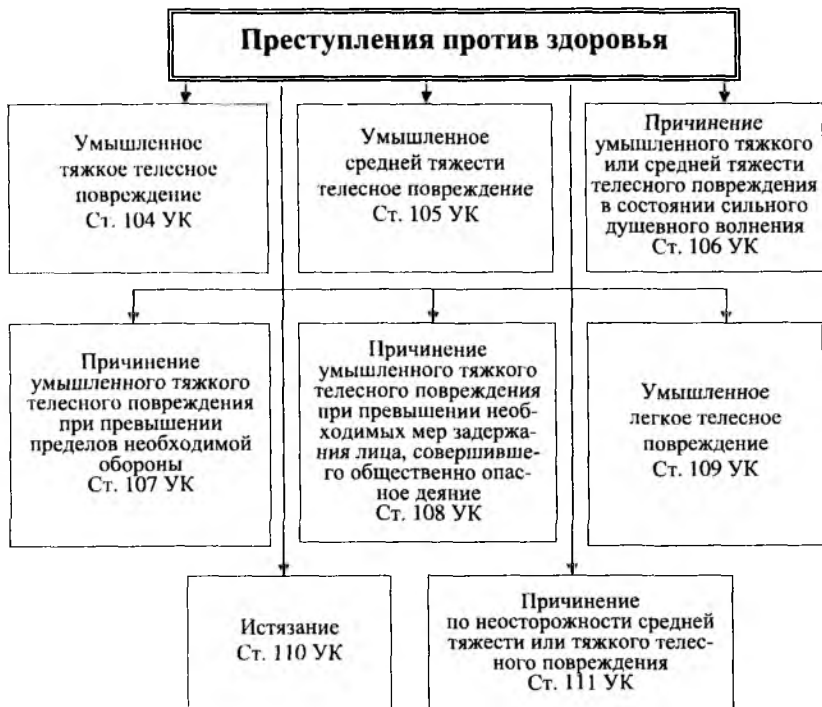 Преступления против здоровья
Умышленное
тяжкое телесное
повреждение
Ст. 104 УК
Умышленное
средней тяжести
телесное повреждение
Ст. 105 УК
Причинение
умышленного тяжкого
или средней тяжести
телесного повреждения
в состоянии сильного
душевного волнения
Ст. 106 УК
Причинение
умышленного тяжкого
телесного повреждения
при превышении
пределов необходимой
обороны
Ст. 107 УК
Причинение
умышленного тяжкого
телесного повреждения
при превышении необ-
ходимых мер задержа-
ния лица, совершивше-
го общественно опас-
ное деяние
Ст. 108 УК
Умышленное
легкое телесное
повреждение
Ст. 109 УК
Истязание
Ст. 110 УК
Причинение
по неосторожности средней
тяжести или тяжкого телес-
ного повреждения
Ст. 111 УК